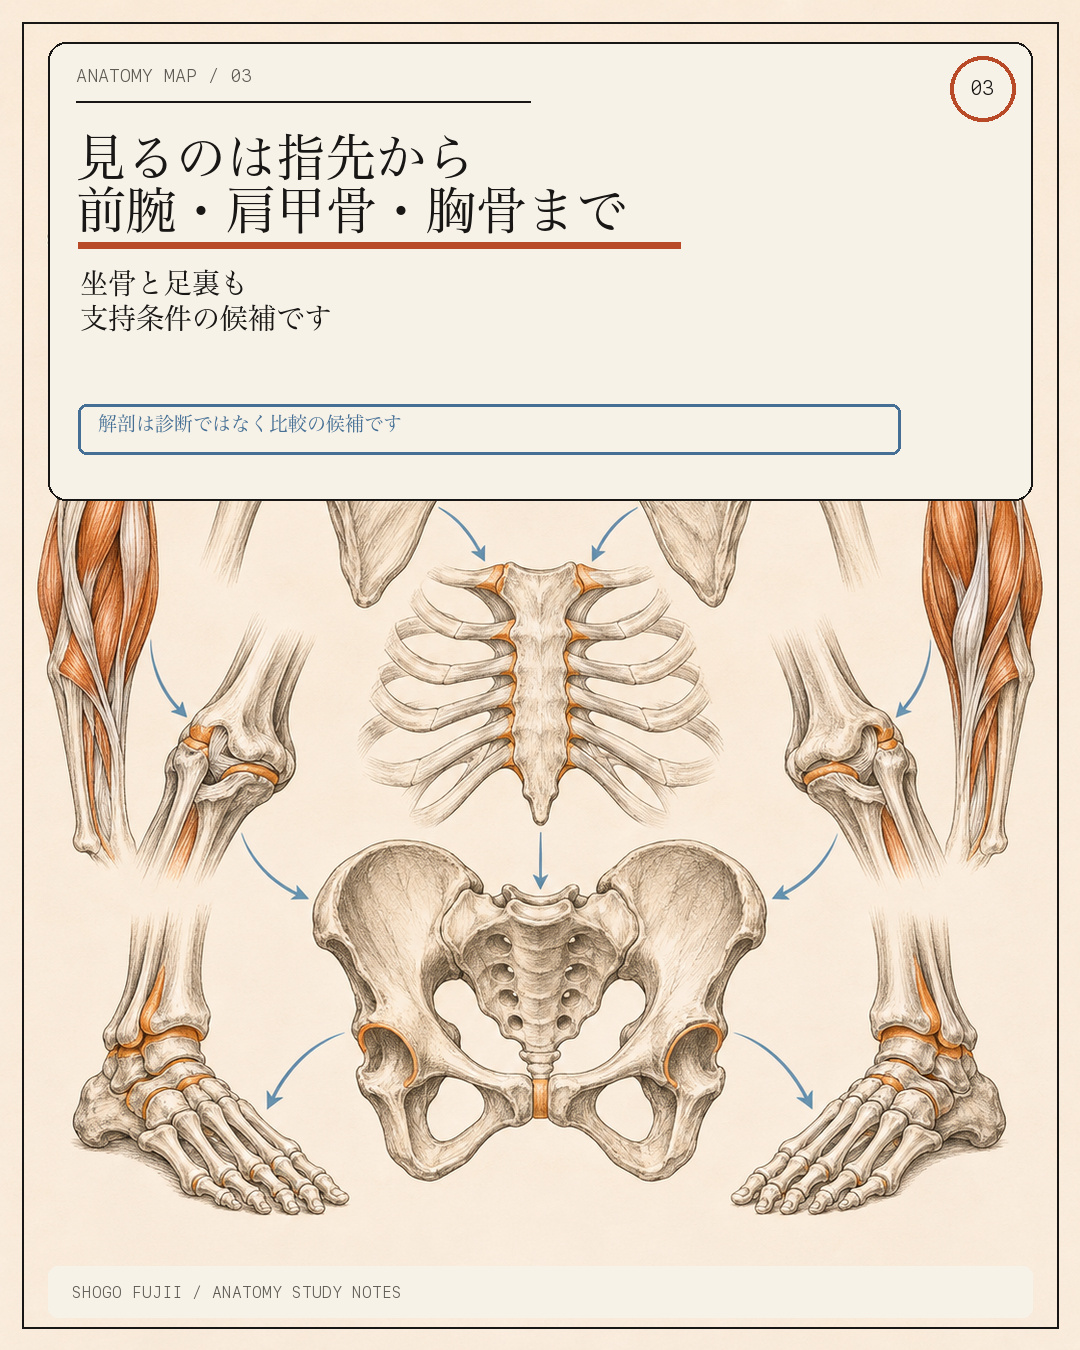 ANATOMY MAP / 03
03
見るのは指先から
前腕・肩甲骨・胸骨まで
坐骨と足裏も
支持条件の候補です
解剖は診断ではなく比較の候補です
SHOGO FUJII / ANATOMY STUDY NOTES